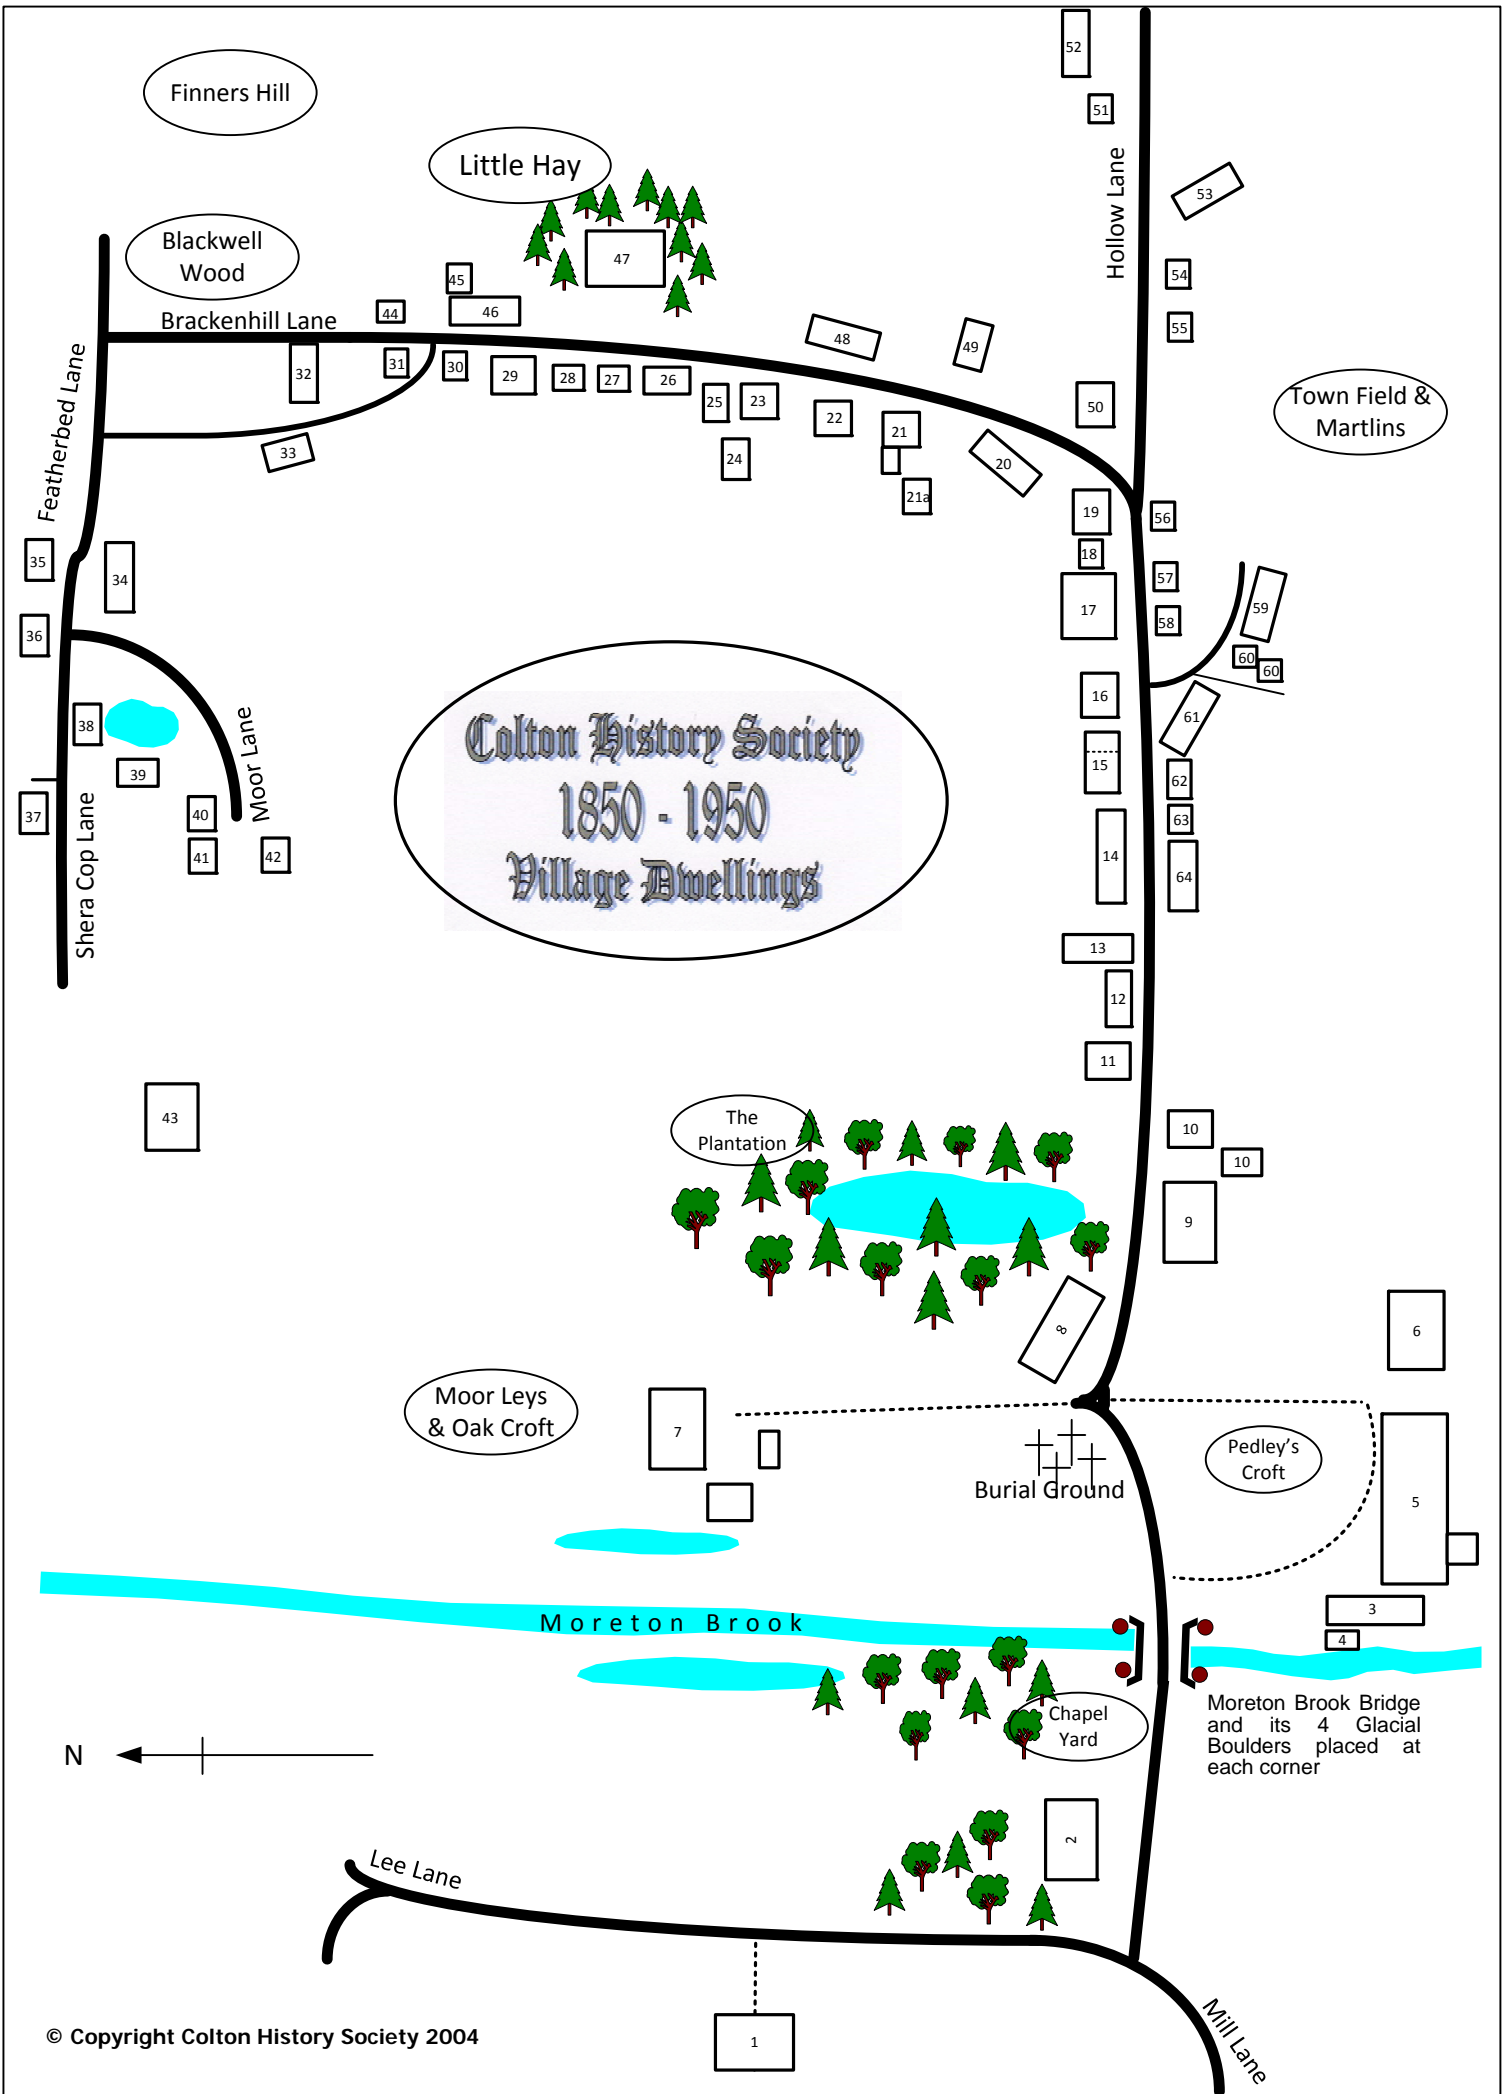 52
Finners Hill
51
Little Hay
Hollow Lane
53
Blackwell
Wood
47
45
54
44
46
Brackenhill Lane
55
48
49
Featherbed Lane
32
31
30
29
28
27
26
25
23
22
50
Town Field &
Martlins
33
24
21
20
21a
19
56
18
35
34
57
17
59
36
58
60
60
16
38
61
Moor Lane
Colton History Society
1850 - 1950
Village Dwellings
39
15
62
37
40
63
Shera Cop Lane
41
42
14
64
13
12
11
43
The
Plantation
10
10
9
8
6
Moor Leys
& Oak Croft
7
Pedley's
Croft
Burial Ground
5
3
Moreton Brook
4
Chapel
Yard
Moreton Brook Bridge
and its 4 Glacial
Boulders placed at
each corner
N
2
Lee Lane
Mill Lane
© Copyright Colton History Society 2004
1